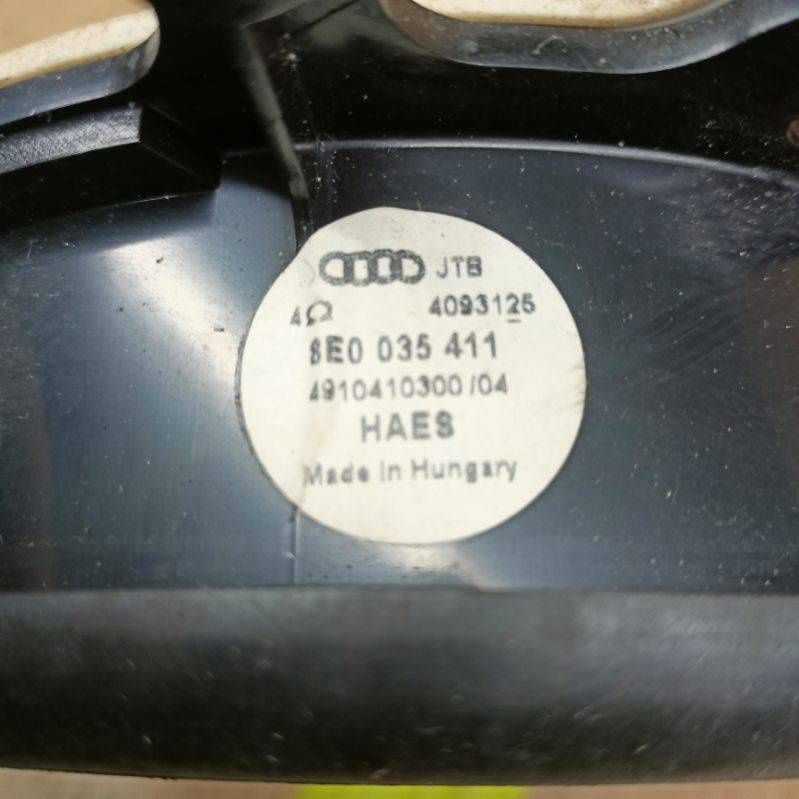 JTB
4Ω 4093125
8E0 035 411
4910410300/04
HAES
Made In Hungary